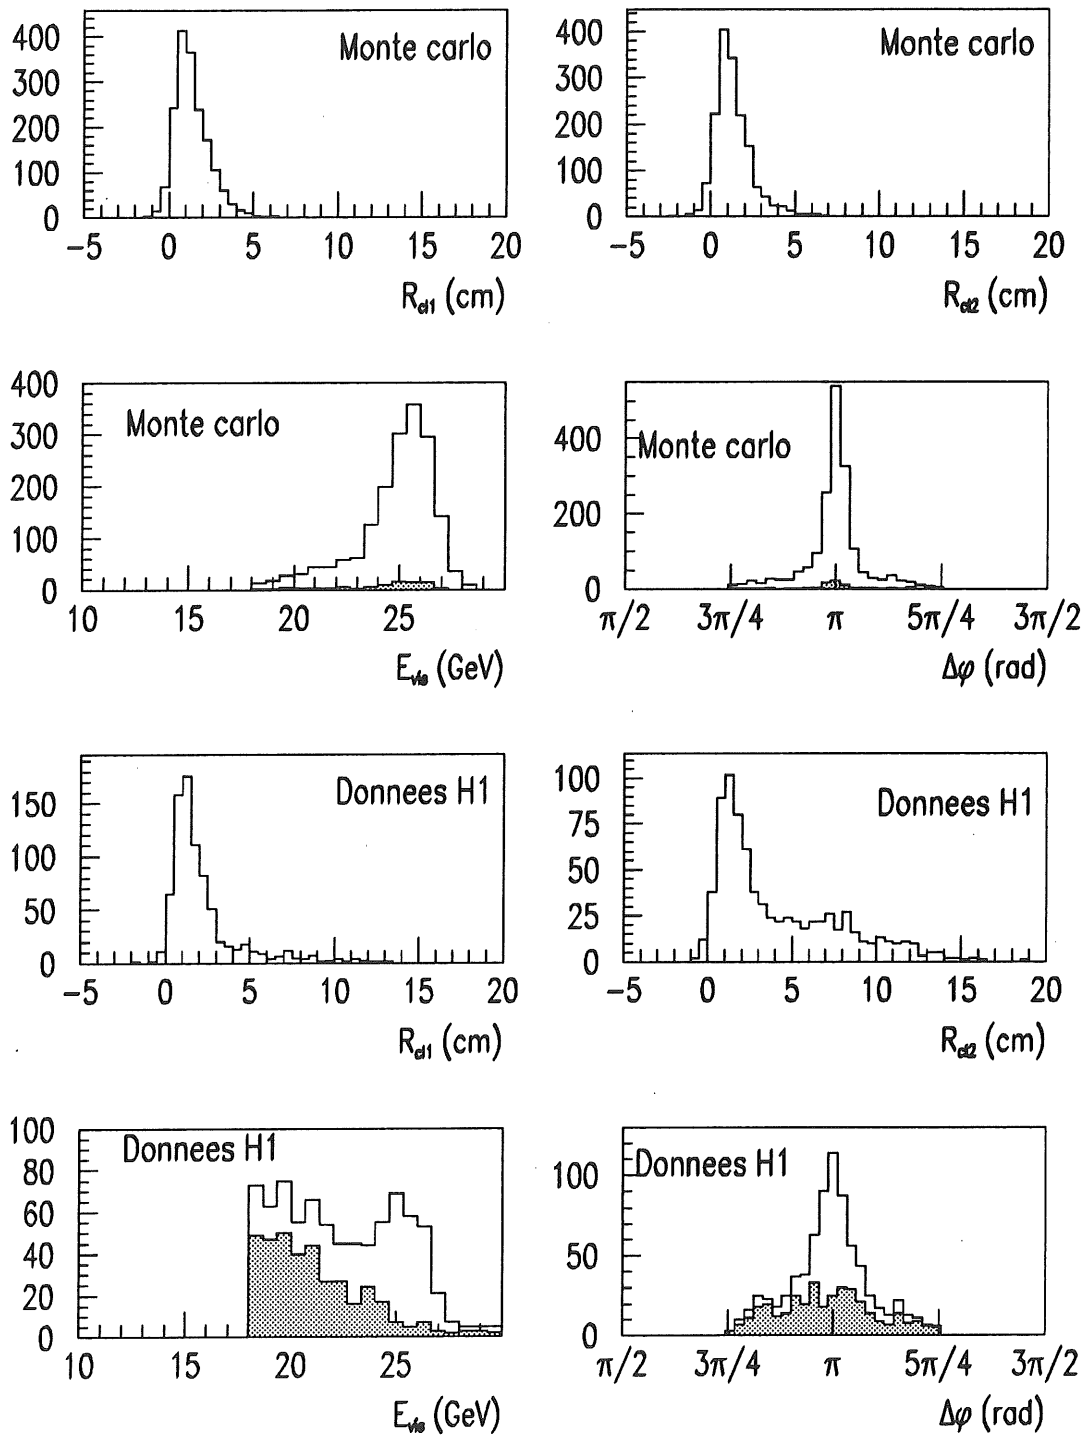 400
300
200
100
0
Monte carlo
-5 0 5 10 15 20
R_cl1 (cm)
400
300
200
100
0
Monte carlo
-5 0 5 10 15 20
R_cl2 (cm)
400
300
200
100
0
Monte carlo
10 15 20 25
E_vis (GeV)
400
200
0
Monte carlo
π/2 3π/4 π 5π/4 3π/2
Δφ (rad)
150
100
50
0
Donnees H1
-5 0 5 10 15 20
R_cl1 (cm)
100
75
50
25
0
Donnees H1
-5 0 5 10 15 20
R_cl2 (cm)
100
80
60
40
20
0
Donnees H1
10 15 20 25
E_vis (GeV)
100
50
0
Donnees H1
π/2 3π/4 π 5π/4 3π/2
Δφ (rad)